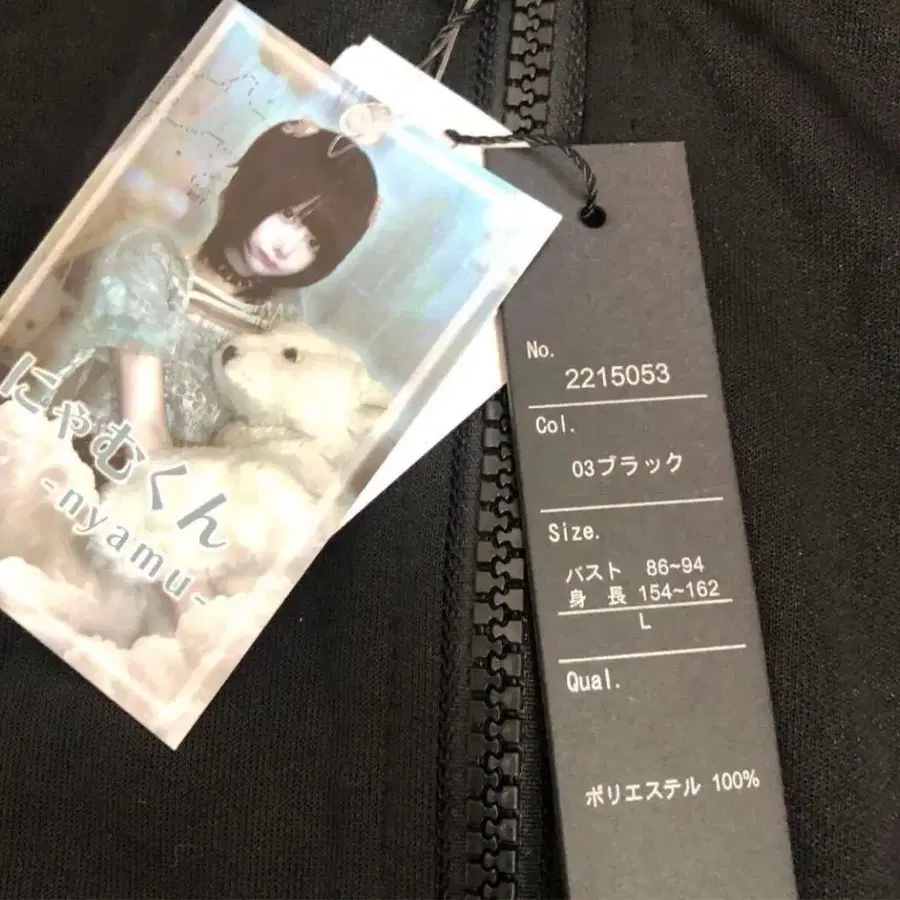 にゃむくん
-nyamu-
No.
2215053
Col.
03ブラック
Size.
バスト 86~94
身 長 154~162
L
Qual.
ポリエステル 100%